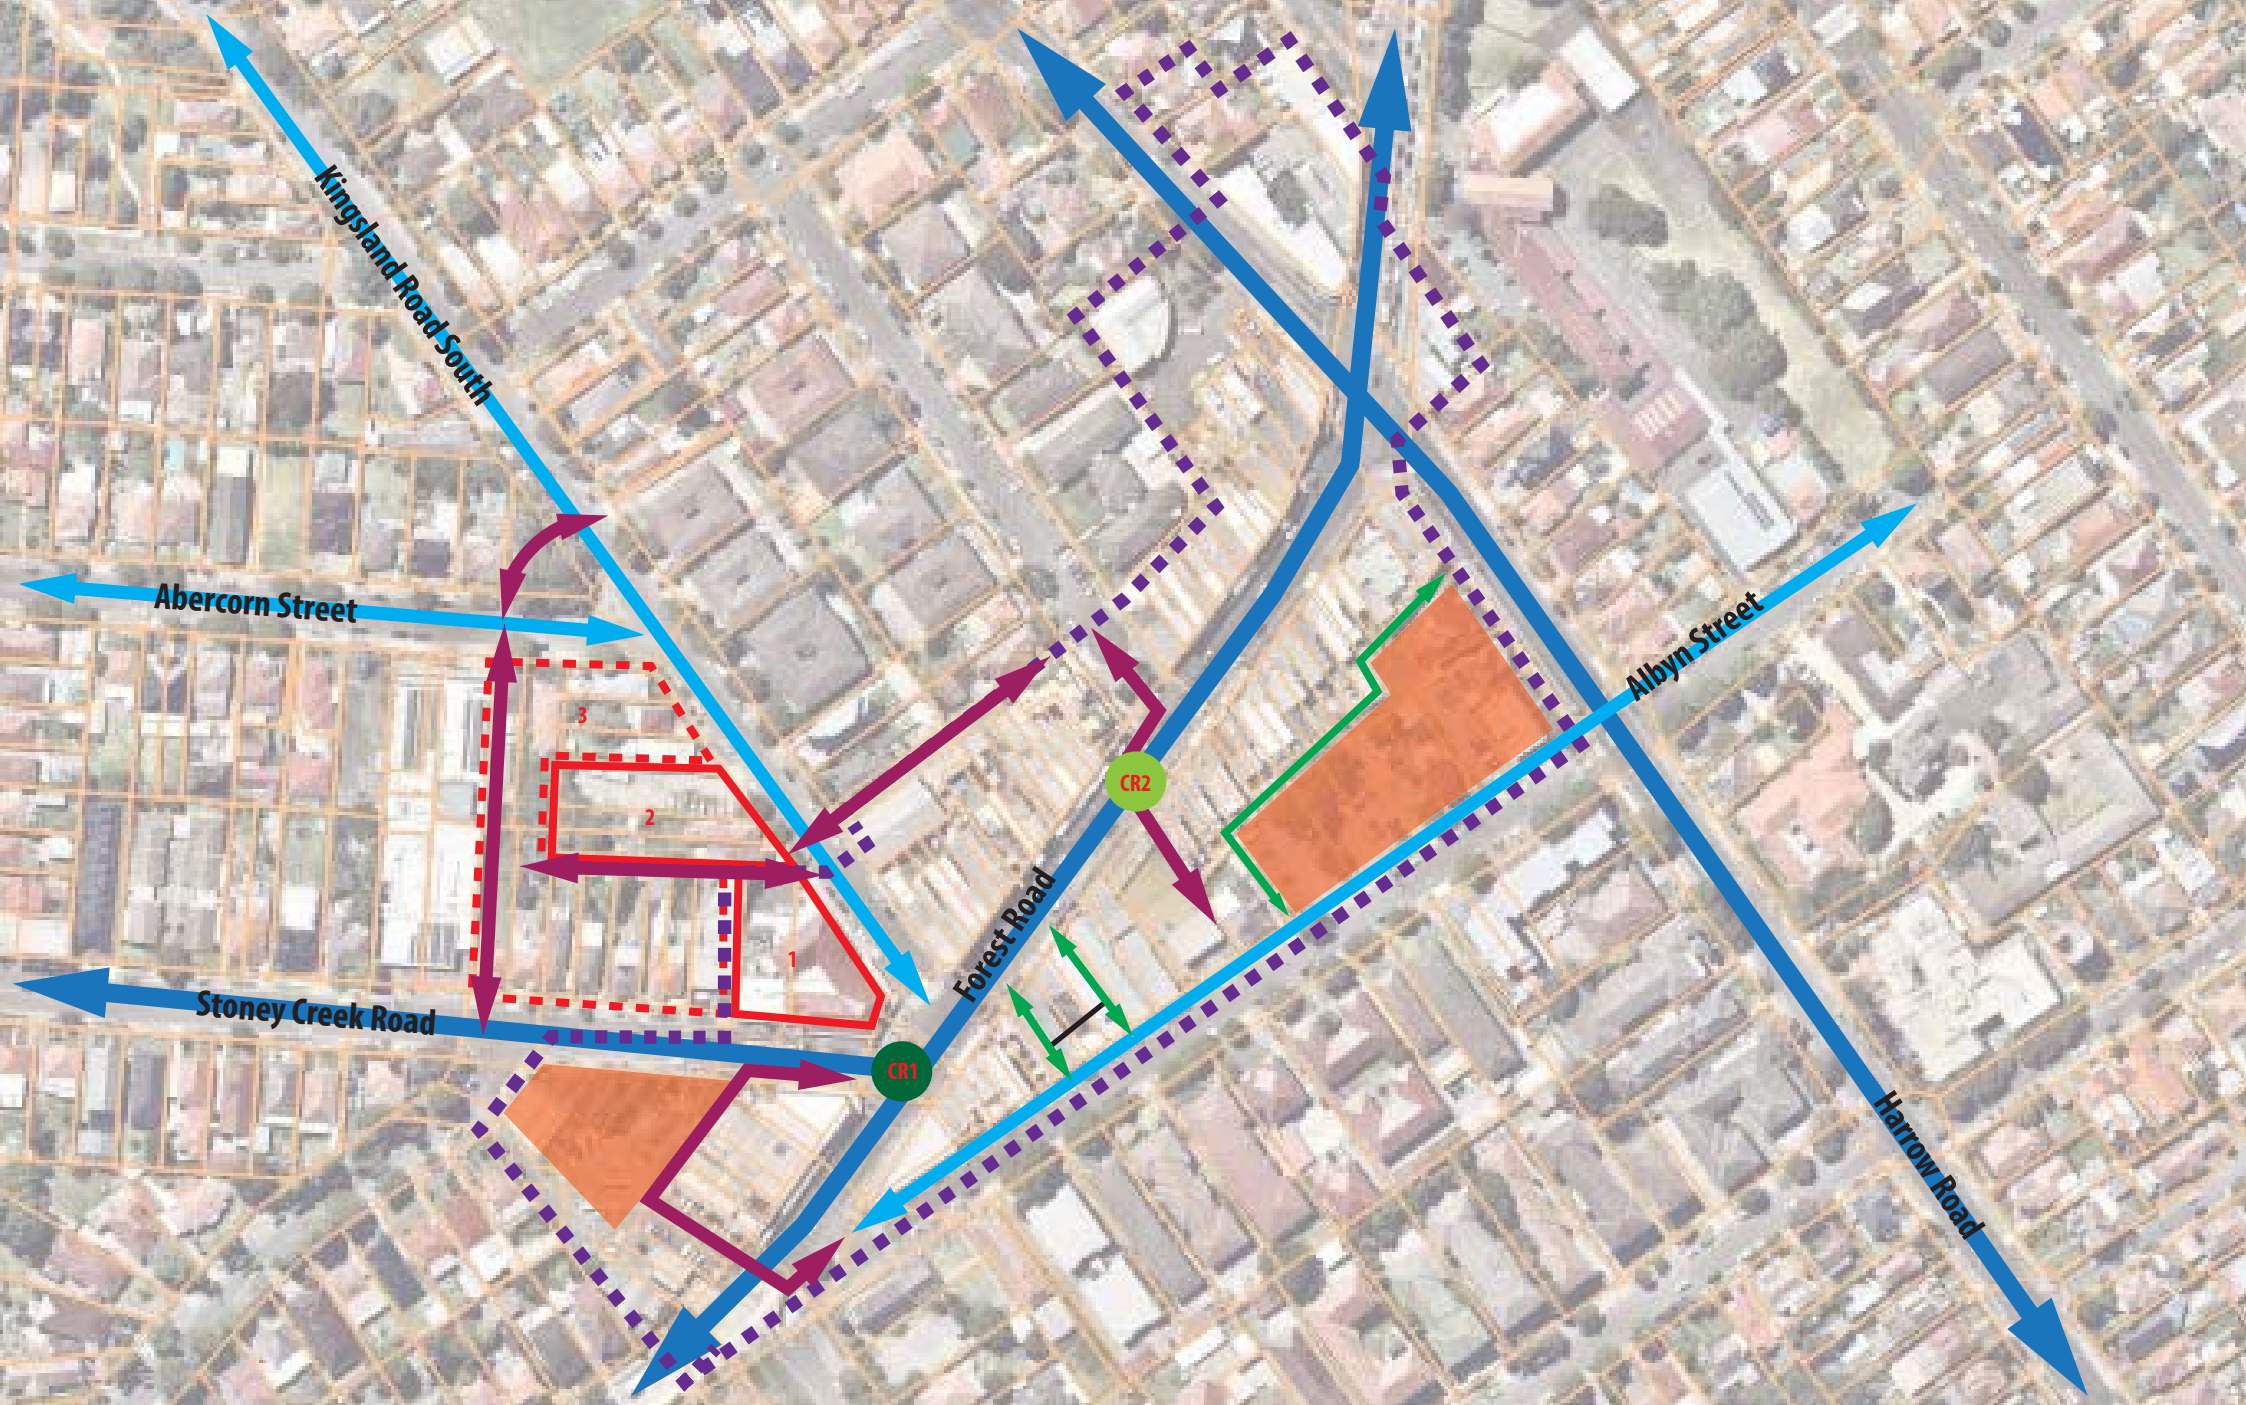 Kingsland Road South
Abercorn Street
Albyn Street
3
2
CR2
1
Forest Road
Stoney Creek Road
CR1
Harrow Road